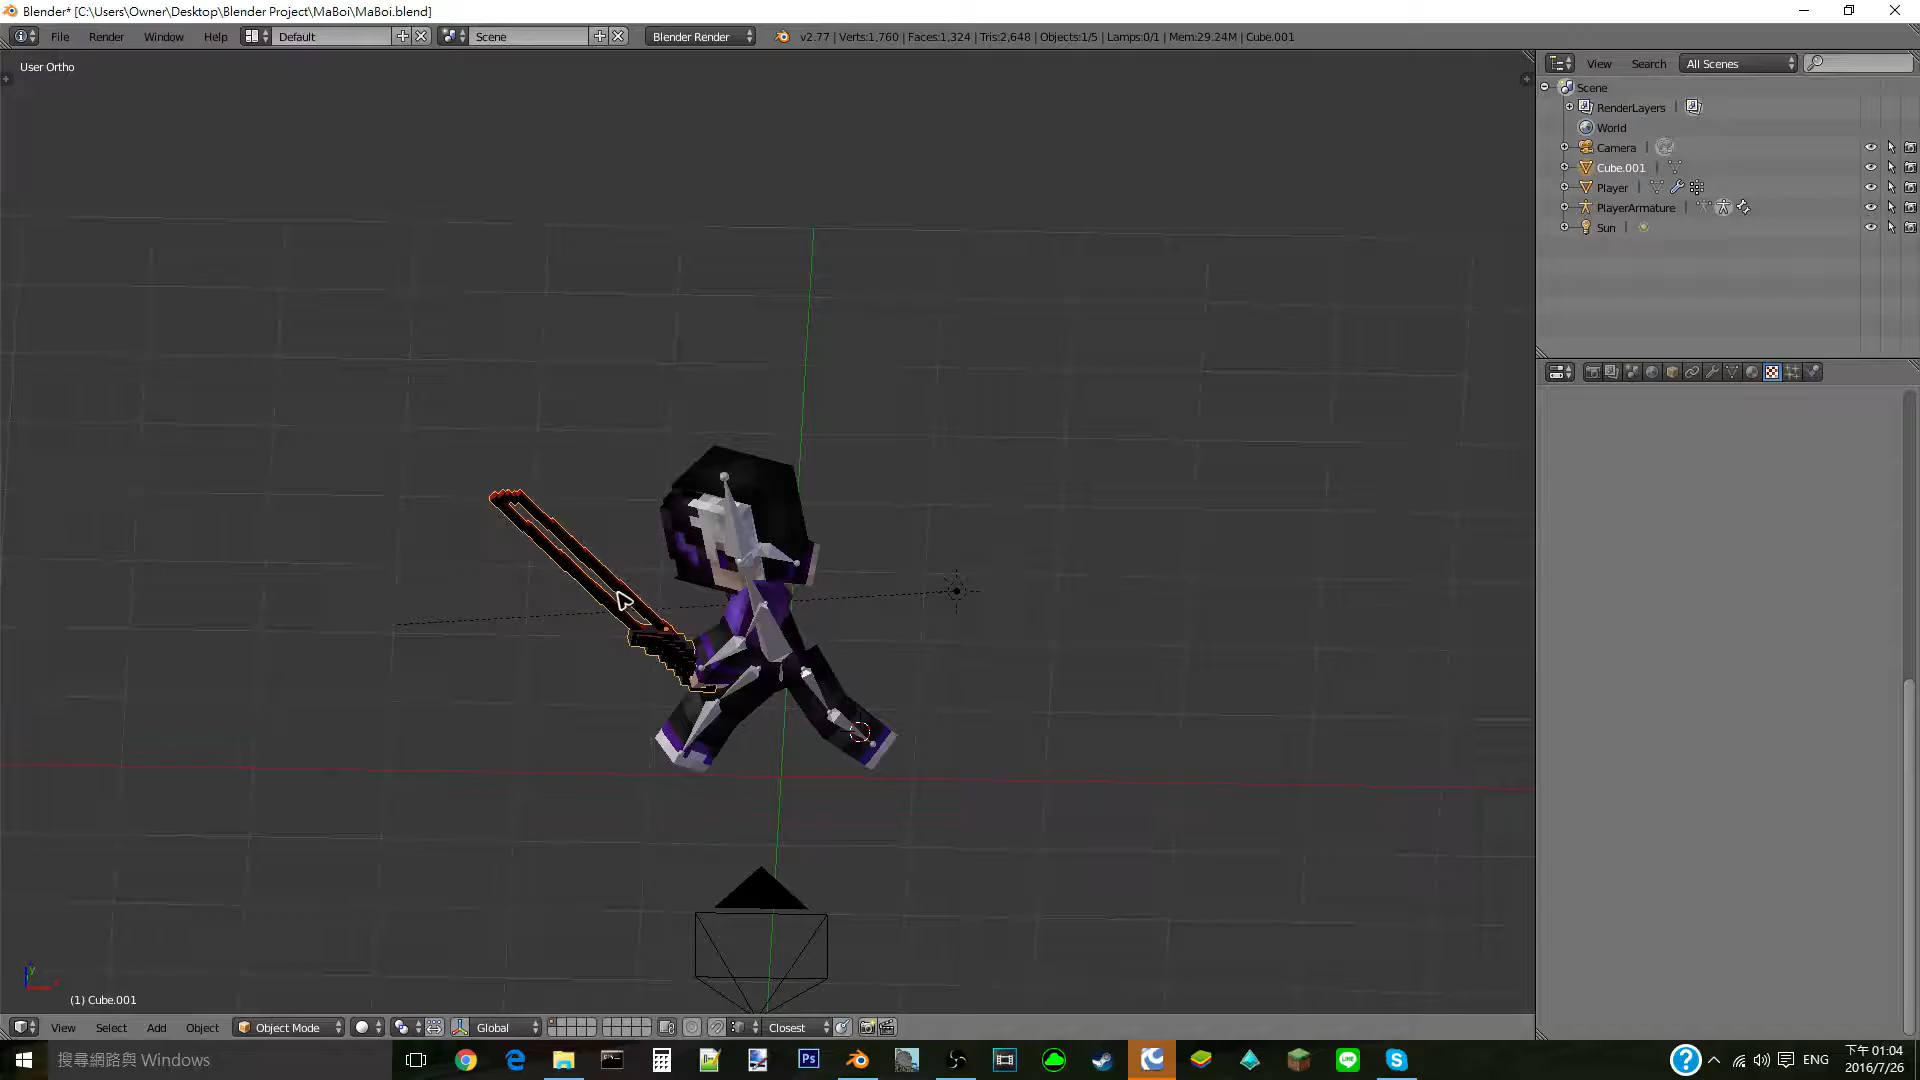 Blender* [C:\Users\Owner\Desktop\Blender Project\MaBoi\MaBoi.blend]
File Render Window Help Default Scene Blender Render v2.77 | Verts:1,760 | Faces:1,324 | Tris:2,648 | Objects:1/5 | Lamps:0/1 | Mem:29.24M | Cube.001
User Ortho
View Search All Scenes
Scene
RenderLayers
World
Camera
Cube.001
Player
PlayerArmature
Sun
(1) Cube.001
View Select Add Object Object Mode Global Closest
搜尋網路與 Windows
Ps
ENG
下午 01:04
2016/7/26